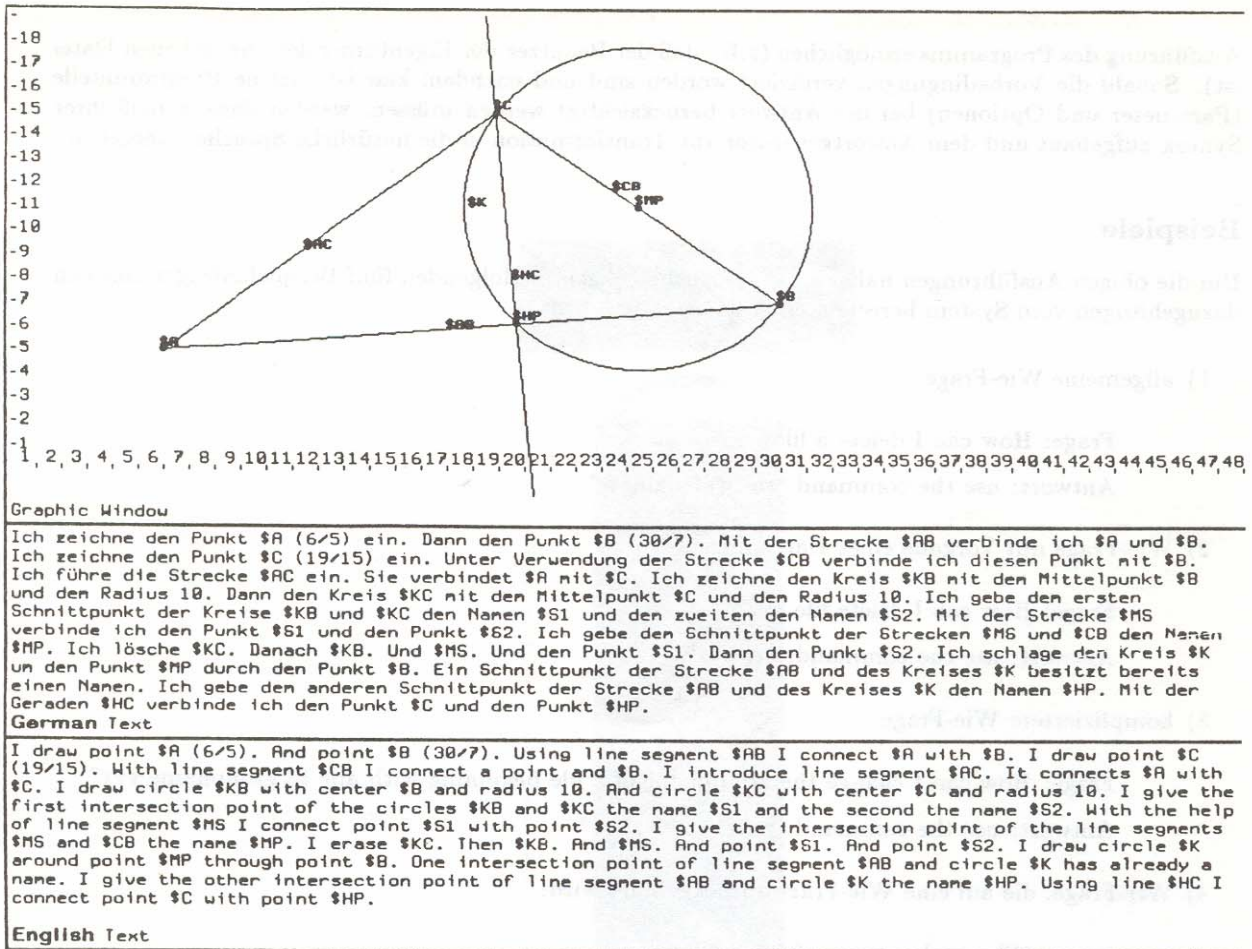 -18
-17
-16
-15
-14
-13
-12
-11
-10
-9
-8
-7
-6
-5
-4
-3
-2
-1
$C
$CB
$MP
$K
$AC
$HC
$B
$HP
$AB
$A
1, 2, 3, 4, 5, 6, 7, 8, 9, 10 11 12 13 14 15 16 17 18 19 20 21 22 23 24 25 26 27 28 29 30 31 32 33 34 35 36 37 38 39 40 41 42 43 44 45 46 47 48
Graphic Window
Ich zeichne den Punkt $A (6/5) ein. Dann den Punkt $B (30/7). Mit der Strecke $AB verbinde ich $A und $B.
Ich zeichne den Punkt $C (19/15) ein. Unter Verwendung der Strecke $CB verbinde ich diesen Punkt mit $B.
Ich führe die Strecke $AC ein. Sie verbindet $A mit $C. Ich zeichne den Kreis $KB mit dem Mittelpunkt $B
und dem Radius 10. Dann den Kreis $KC mit dem Mittelpunkt $C und dem Radius 10. Ich gebe dem ersten
Schnittpunkt der Kreise $KB und $KC den Namen $S1 und dem zweiten den Namen $S2. Mit der Strecke $MS
verbinde ich den Punkt $S1 und den Punkt $S2. Ich gebe dem Schnittpunkt der Strecken $MS und $CB den Namen
$MP. Ich lösche $KC. Danach $KB. Und $MS. Und den Punkt $S1. Dann den Punkt $S2. Ich schlage den Kreis $K
um den Punkt $MP durch den Punkt $B. Ein Schnittpunkt der Strecke $AB und des Kreises $K besitzt bereits
einen Namen. Ich gebe dem anderen Schnittpunkt der Strecke $AB und des Kreises $K den Namen $HP. Mit der
Geraden $HC verbinde ich den Punkt $C und den Punkt $HP.
German Text
I draw point $A (6/5). And point $B (30/7). Using line segment $AB I connect $A with $B. I draw point $C
(19/15). With line segment $CB I connect a point and $B. I introduce line segment $AC. It connects $A with
$C. I draw circle $KB with center $B and radius 10. And circle $KC with center $C and radius 10. I give the
first intersection point of the circles $KB and $KC the name $S1 and the second the name $S2. With the help
of line segment $MS I connect point $S1 with point $S2. I give the intersection point of the line segments
$MS and $CB the name $MP. I erase $KC. Then $KB. And $MS. And point $S1. And point $S2. I draw circle $K
around point $MP through point $B. One intersection point of line segment $AB and circle $K has already a
name. I give the other intersection point of line segment $AB and circle $K the name $HP. Using line $HC I
connect point $C with point $HP.
English Text